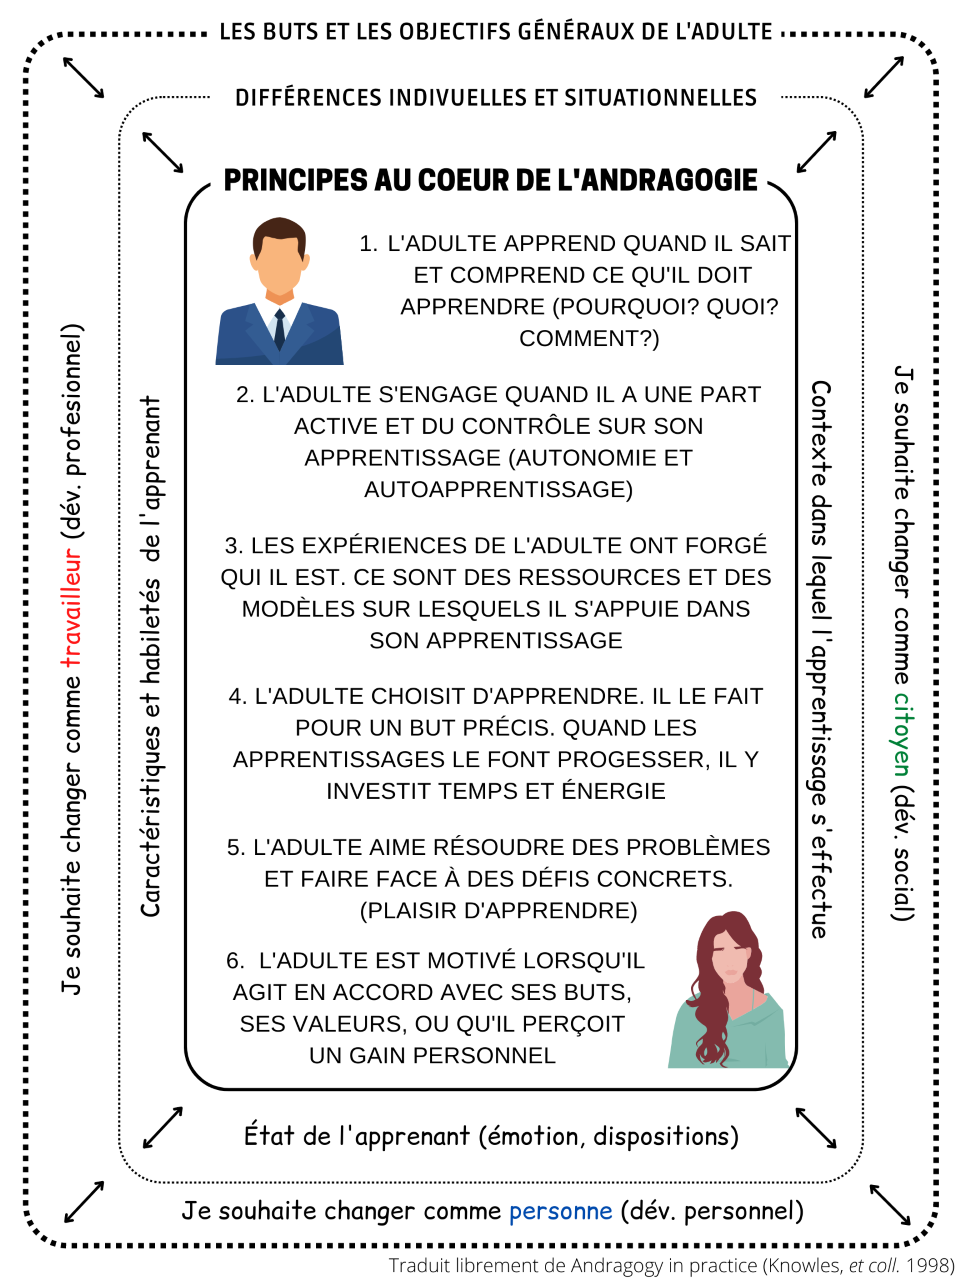 LES BUTS ET LES OBJECTIFS GÉNÉRAUX DE L'ADULTE
DIFFÉRENCES INDIVUELLES ET SITUATIONNELLES
PRINCIPES AU COEUR DE L'ANDRAGOGIE
1. L'ADULTE APPREND QUAND IL SAIT
ET COMPREND CE QU'IL DOIT
APPRENDRE (POURQUOI? QUOI?
COMMENT?)
2. L'ADULTE S'ENGAGE QUAND IL A UNE PART
ACTIVE ET DU CONTRÔLE SUR SON
APPRENTISSAGE (AUTONOMIE ET
AUTOAPPRENTISSAGE)
3. LES EXPÉRIENCES DE L'ADULTE ONT FORGÉ
QUI IL EST. CE SONT DES RESSOURCES ET DES
MODÈLES SUR LESQUELS IL S'APPUIE DANS
SON APPRENTISSAGE
4. L'ADULTE CHOISIT D'APPRENDRE. IL LE FAIT
POUR UN BUT PRÉCIS. QUAND LES
APPRENTISSAGES LE FONT PROGESSER, IL Y
INVESTIT TEMPS ET ÉNERGIE
5. L'ADULTE AIME RÉSOUDRE DES PROBLÈMES
ET FAIRE FACE À DES DÉFIS CONCRETS.
(PLAISIR D'APPRENDRE)
6. L'ADULTE EST MOTIVÉ LORSQU'IL
AGIT EN ACCORD AVEC SES BUTS,
SES VALEURS, OU QU'IL PERÇOIT
UN GAIN PERSONNEL
Je souhaite changer comme travailleur (dév. profesionnel)
Caractéristiques et habiletés de l'apprenant
Contexte dans lequel l'apprentissage s'effectue
Je souhaite changer comme citoyen (dév. social)
État de l'apprenant (émotion, dispositions)
Je souhaite changer comme personne (dév. personnel)
Traduit librement de Andragogy in practice (Knowles, et coll. 1998)